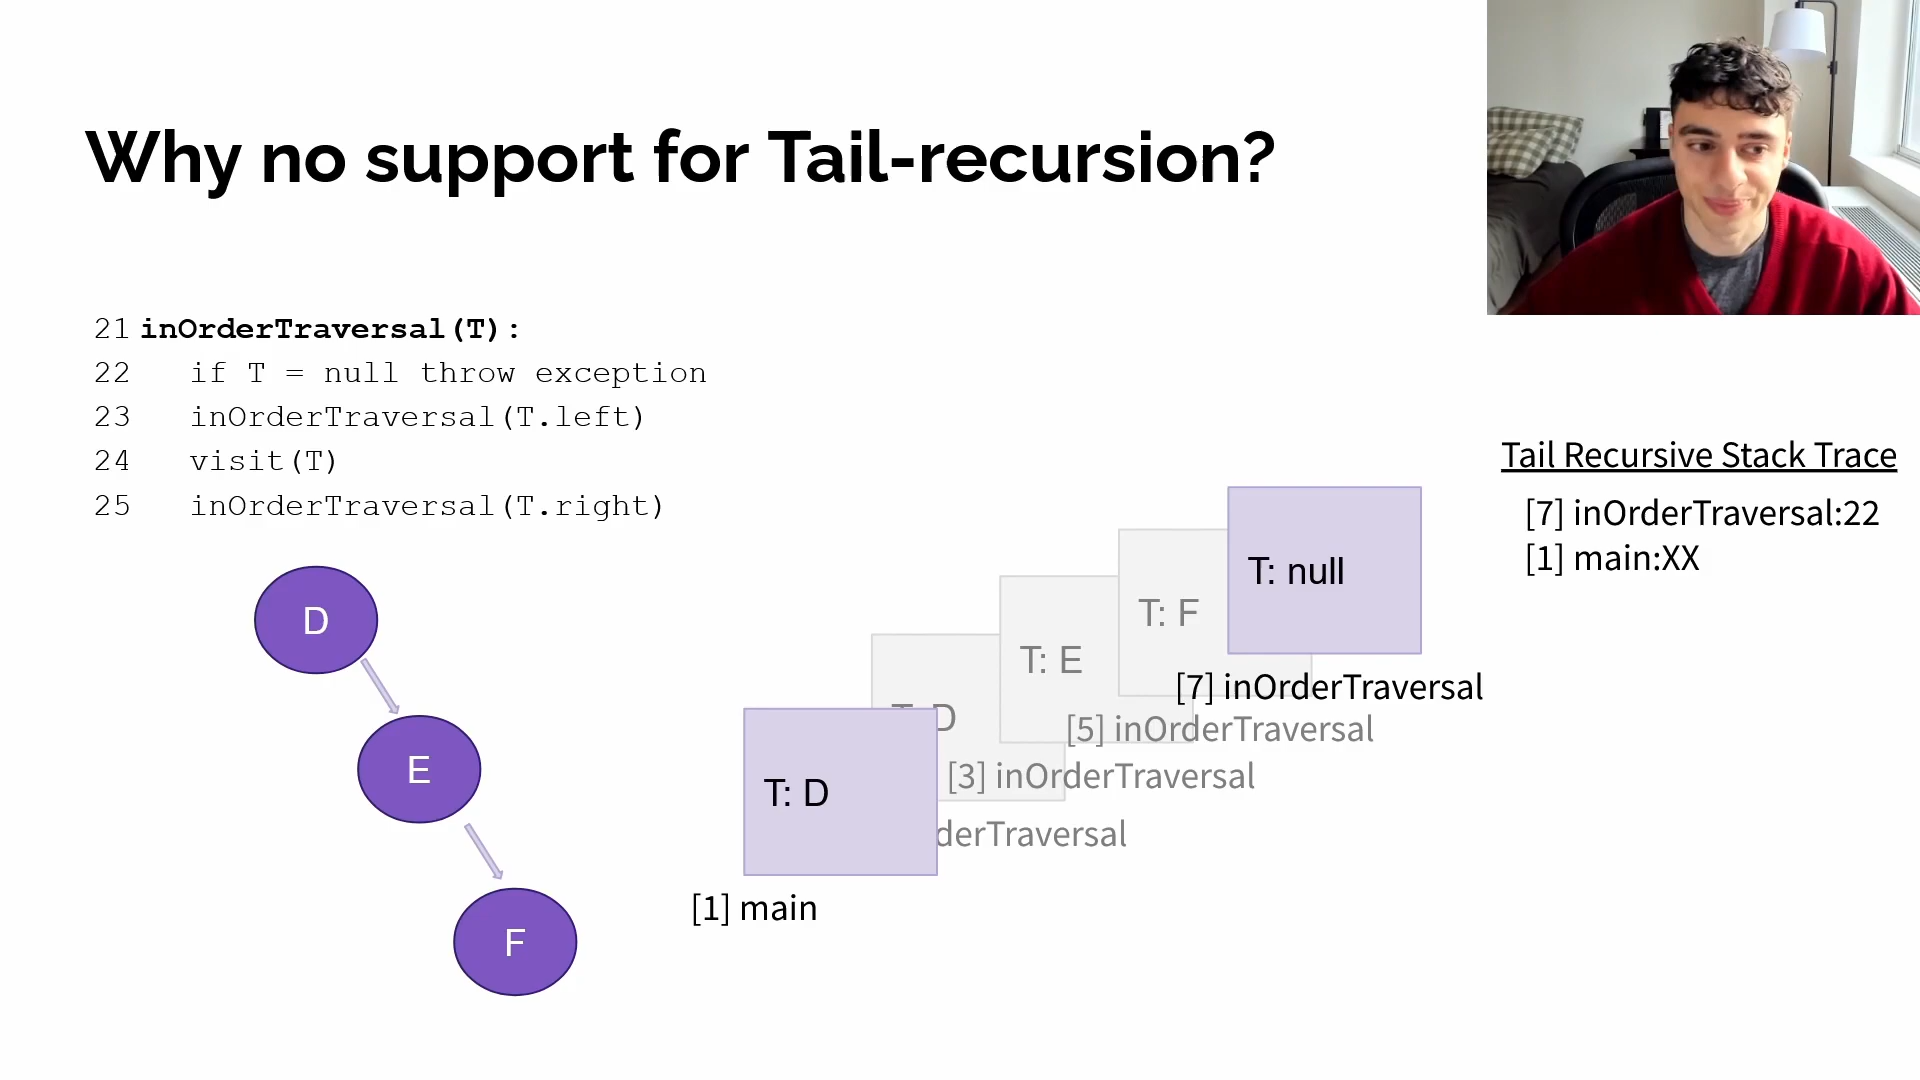 Why no support for Tail-recursion?
21 inOrderTraversal(T):
22 if T = null throw exception
23 inOrderTraversal(T.left)
24 visit(T)
25 inOrderTraversal(T.right)
D
E
F
Tail Recursive Stack Trace
[7] inOrderTraversal:22
[1] main:XX
T: null
[7] inOrderTraversal
T: F
[5] inOrderTraversal
T: E
[3] inOrderTraversal
D
T: D
[1] main